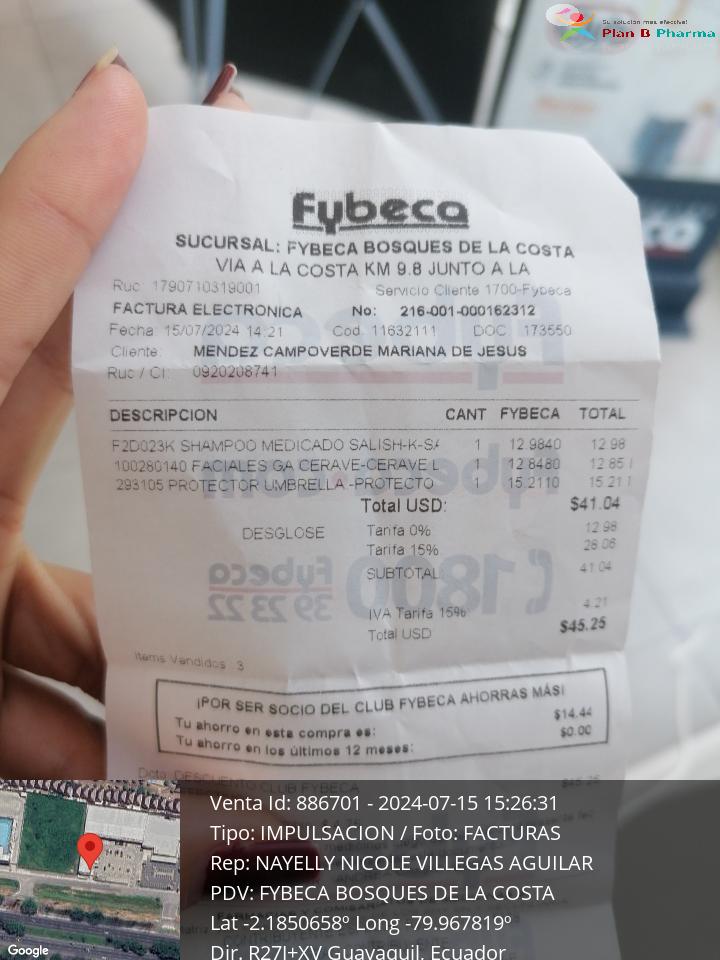 Su solución más efectiva!
Plan B Pharma
Fybeca
SUCURSAL: FYBECA BOSQUES DE LA COSTA
VIA A LA COSTA KM 9.8 JUNTO A LA
Ruc: 1790710319001 Servicio Cliente 1700-Fybeca
FACTURA ELECTRONICA No: 216-001-000162312
Fecha: 15/07/2024 14:21 Cod: 11632111 DOC: 173550
Cliente: MENDEZ CAMPOVERDE MARIANA DE JESUS
Ruc / CI: 0920208741
DESCRIPCION CANT FYBECA TOTAL
F2D023K SHAMPOO MEDICADO SALISH-K-SA 1 12.9840 12.98
100280140 FACIALES GA CERAVE-CERAVE L 1 12.8480 12.85 I
293105 PROTECTOR UMBRELLA -PROTECTO 1 15.2110 15.21 I
Total USD: $41.04
DESGLOSE Tarifa 0% 12.98
Tarifa 15% 28.06
SUBTOTAL: 41.04
IVA Tarifa 15% 4.21
Total USD $45.25
Items Vendidos: 3
¡POR SER SOCIO DEL CLUB FYBECA AHORRAS MÁS!
Tu ahorro en esta compra es: $14.44
Tu ahorro en los últimos 12 meses: $0.00
DESCUENTO CLUB FYBECA
Venta Id: 886701 - 2024-07-15 15:26:31
Tipo: IMPULSACION / Foto: FACTURAS
Rep: NAYELLY NICOLE VILLEGAS AGUILAR
PDV: FYBECA BOSQUES DE LA COSTA
Lat -2.1850658º Long -79.967819º
Dir. R27J+XV Guayaquil, Ecuador
Google